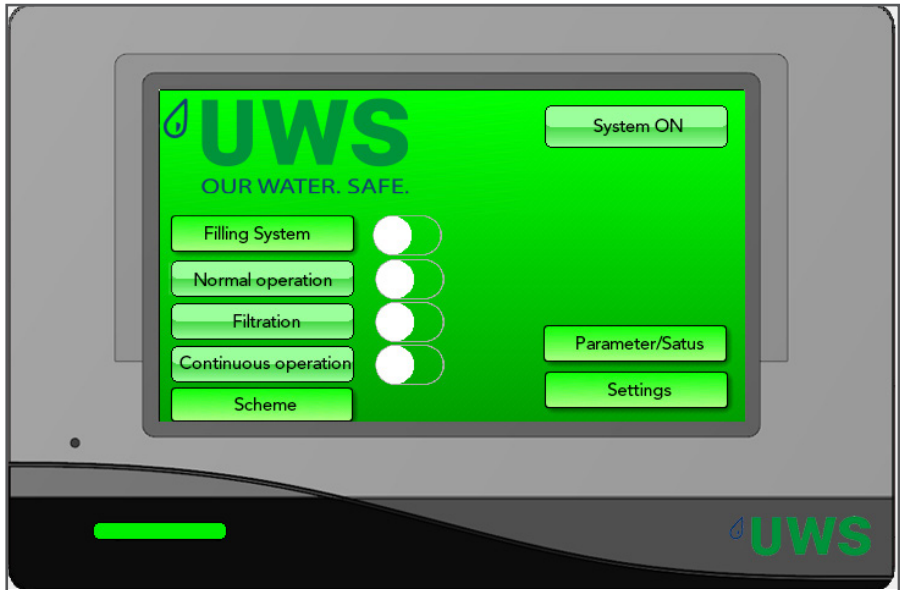 UWS
OUR WATER. SAFE.
System ON
Filling System
Normal operation
Filtration
Continuous operation
Scheme
Parameter/Satus
Settings
UWS